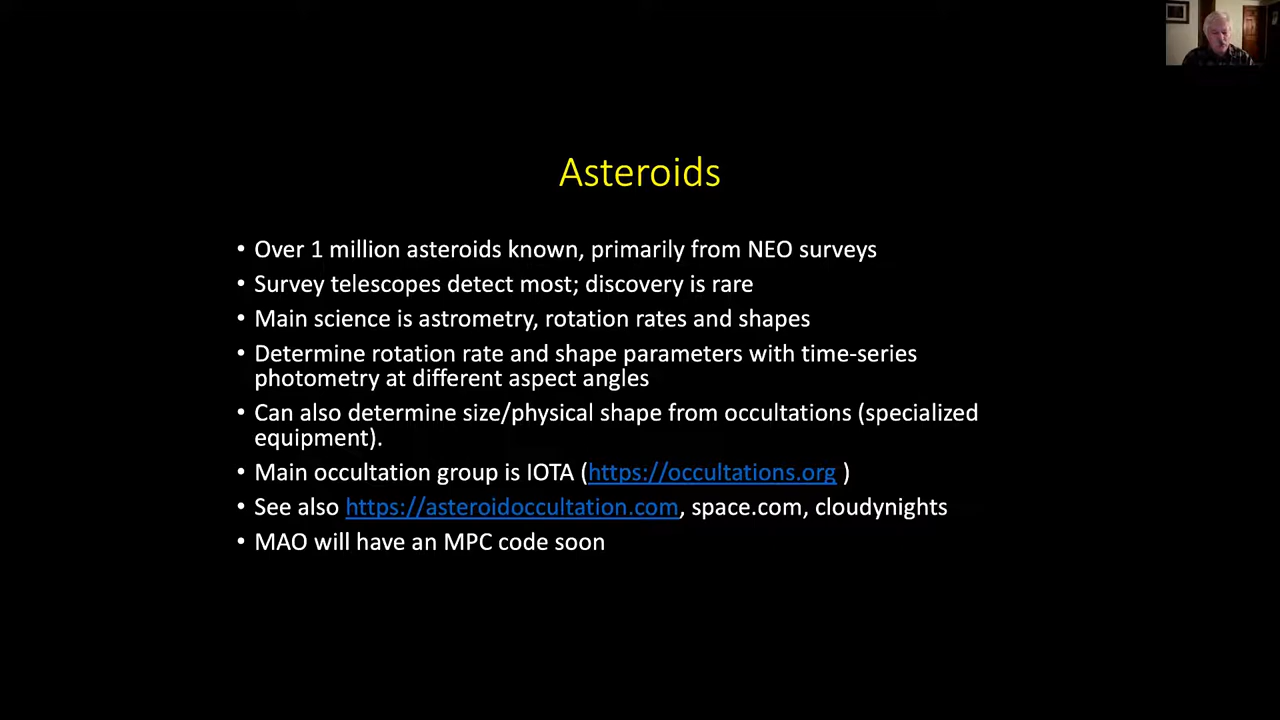 Asteroids
• Over 1 million asteroids known, primarily from NEO surveys
• Survey telescopes detect most; discovery is rare
• Main science is astrometry, rotation rates and shapes
• Determine rotation rate and shape parameters with time-series
photometry at different aspect angles
• Can also determine size/physical shape from occultations (specialized
equipment).
• Main occultation group is IOTA (https://occultations.org )
• See also https://asteroidoccultation.com, space.com, cloudynights
• MAO will have an MPC code soon